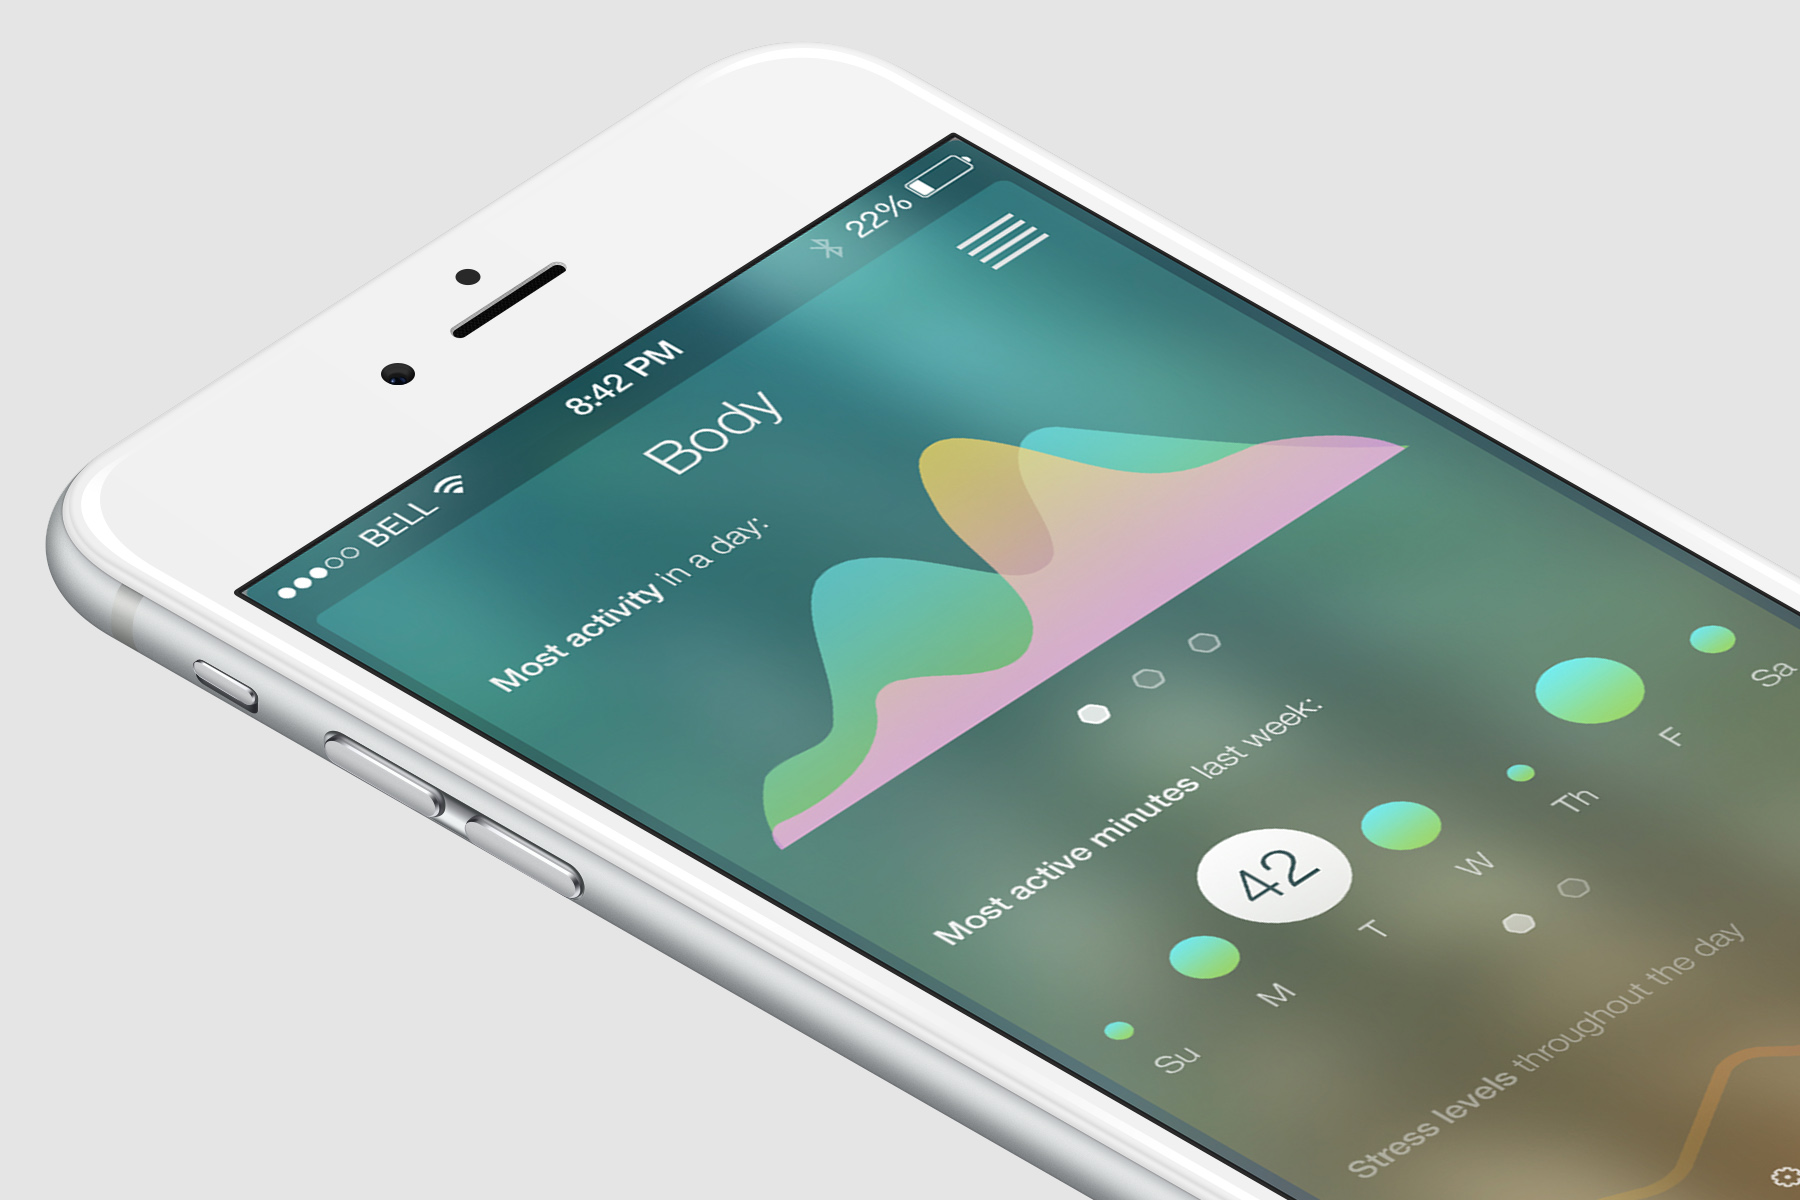 BELL 8:42 PM 22%
Body
Most activity in a day:
Most active minutes last week:
42
Su M T W Th F Sa
Stress levels throughout the day